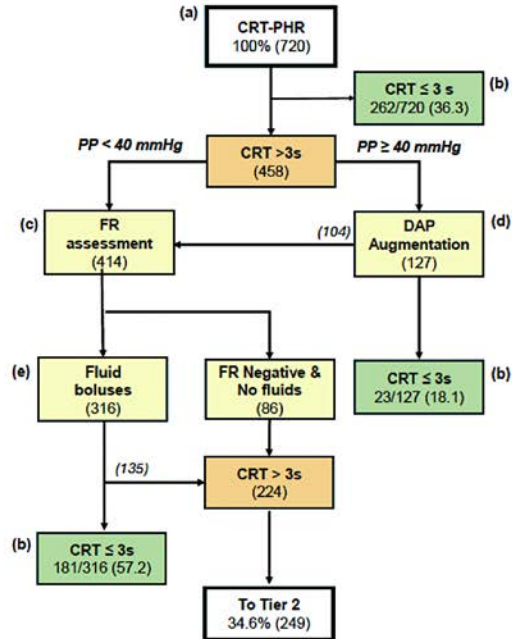 (a)
CRT-PHR
100% (720)
(b)
CRT ≤ 3 s
262/720 (36.3)
PP < 40 mmHg
PP ≥ 40 mmHg
CRT >3s
(458)
(c)
FR
assessment
(414)
(104)
DAP
Augmentation
(127)
(d)
(e)
Fluid
boluses
(316)
FR Negative &
No fluids
(86)
CRT ≤ 3s
23/127 (18.1)
(b)
(135)
CRT > 3s
(224)
(b)
CRT ≤ 3s
181/316 (57.2)
To Tier 2
34.6% (249)